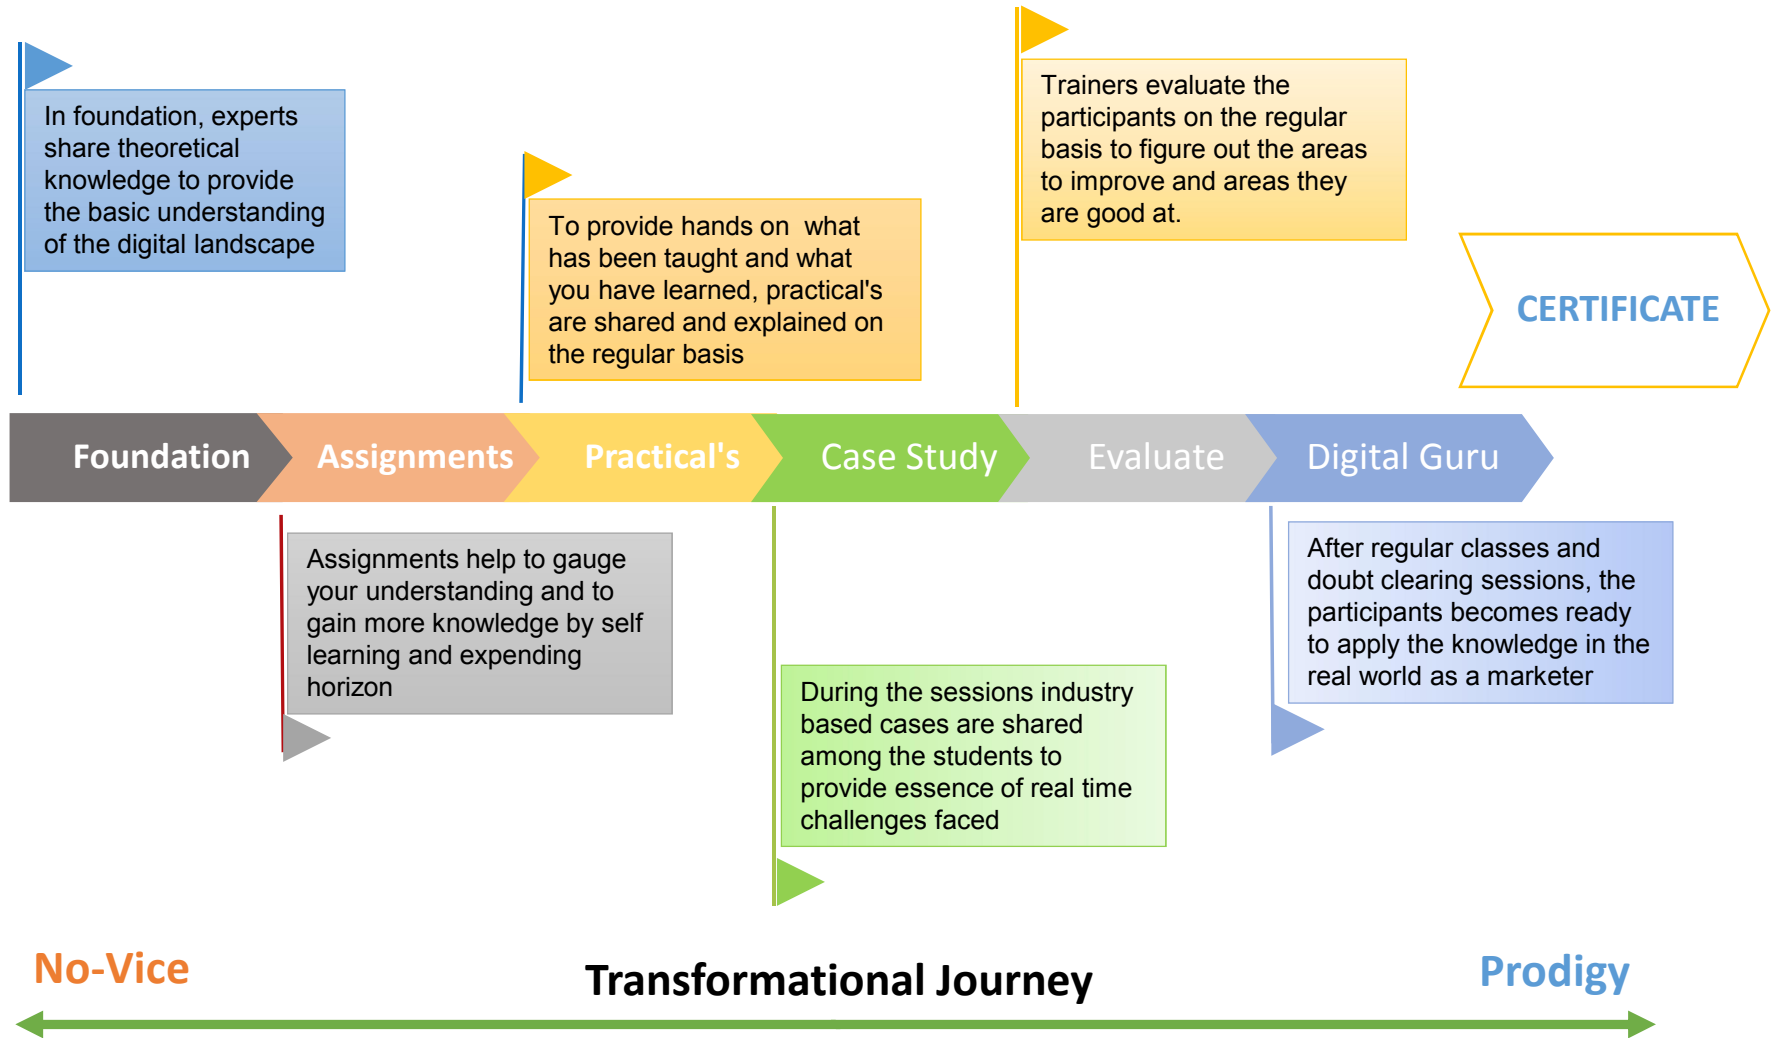 In foundation, experts
share theoretical
knowledge to provide
the basic understanding
of the digital landscape
To provide hands on  what
has been taught and what
you have learned, practical's
are shared and explained on
the regular basis
Trainers evaluate the
participants on the regular
basis to figure out the areas
to improve and areas they
are good at.
CERTIFICATE
Foundation
Assignments
Practical's
Case Study
Evaluate
Digital Guru
Assignments help to gauge
your understanding and to
gain more knowledge by self
learning and expending
horizon
During the sessions industry
based cases are shared
among the students to
provide essence of real time
challenges faced
After regular classes and
doubt clearing sessions, the
participants becomes ready
to apply the knowledge in the
real world as a marketer
No-Vice
Transformational Journey
Prodigy